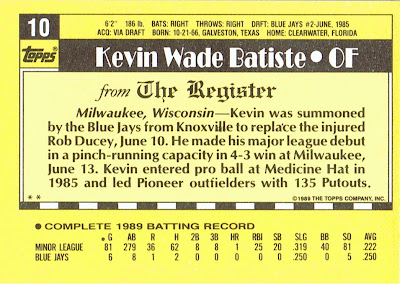 10
6'2" 186 lb. BATS: RIGHT THROWS: RIGHT DRFT: BLUE JAYS #2-JUNE, 1985
ACQ: VIA DRAFT BORN: 10-21-66, GALVESTON, TEXAS HOME: CLEARWATER, FLORIDA
Topps Kevin Wade Batiste • OF
from The Register
Milwaukee, Wisconsin—Kevin was summoned
by the Blue Jays from Knoxville to replace the injured
Rob Ducey, June 10. He made his major league debut
in a pinch-running capacity in 4-3 win at Milwaukee,
June 13. Kevin entered pro ball at Medicine Hat in
1985 and led Pioneer outfielders with 135 Putouts.
** ©1989 THE TOPPS COMPANY, INC.
• COMPLETE 1989 BATTING RECORD
G AB R H 2B 3B HR RBI SB SLG BB SO AVG
MINOR LEAGUE 81 279 36 62 8 8 1 25 20 .319 40 81 .222
BLUE JAYS 6 8 1 2 0 0 0 0 0 .250 0 5 .250